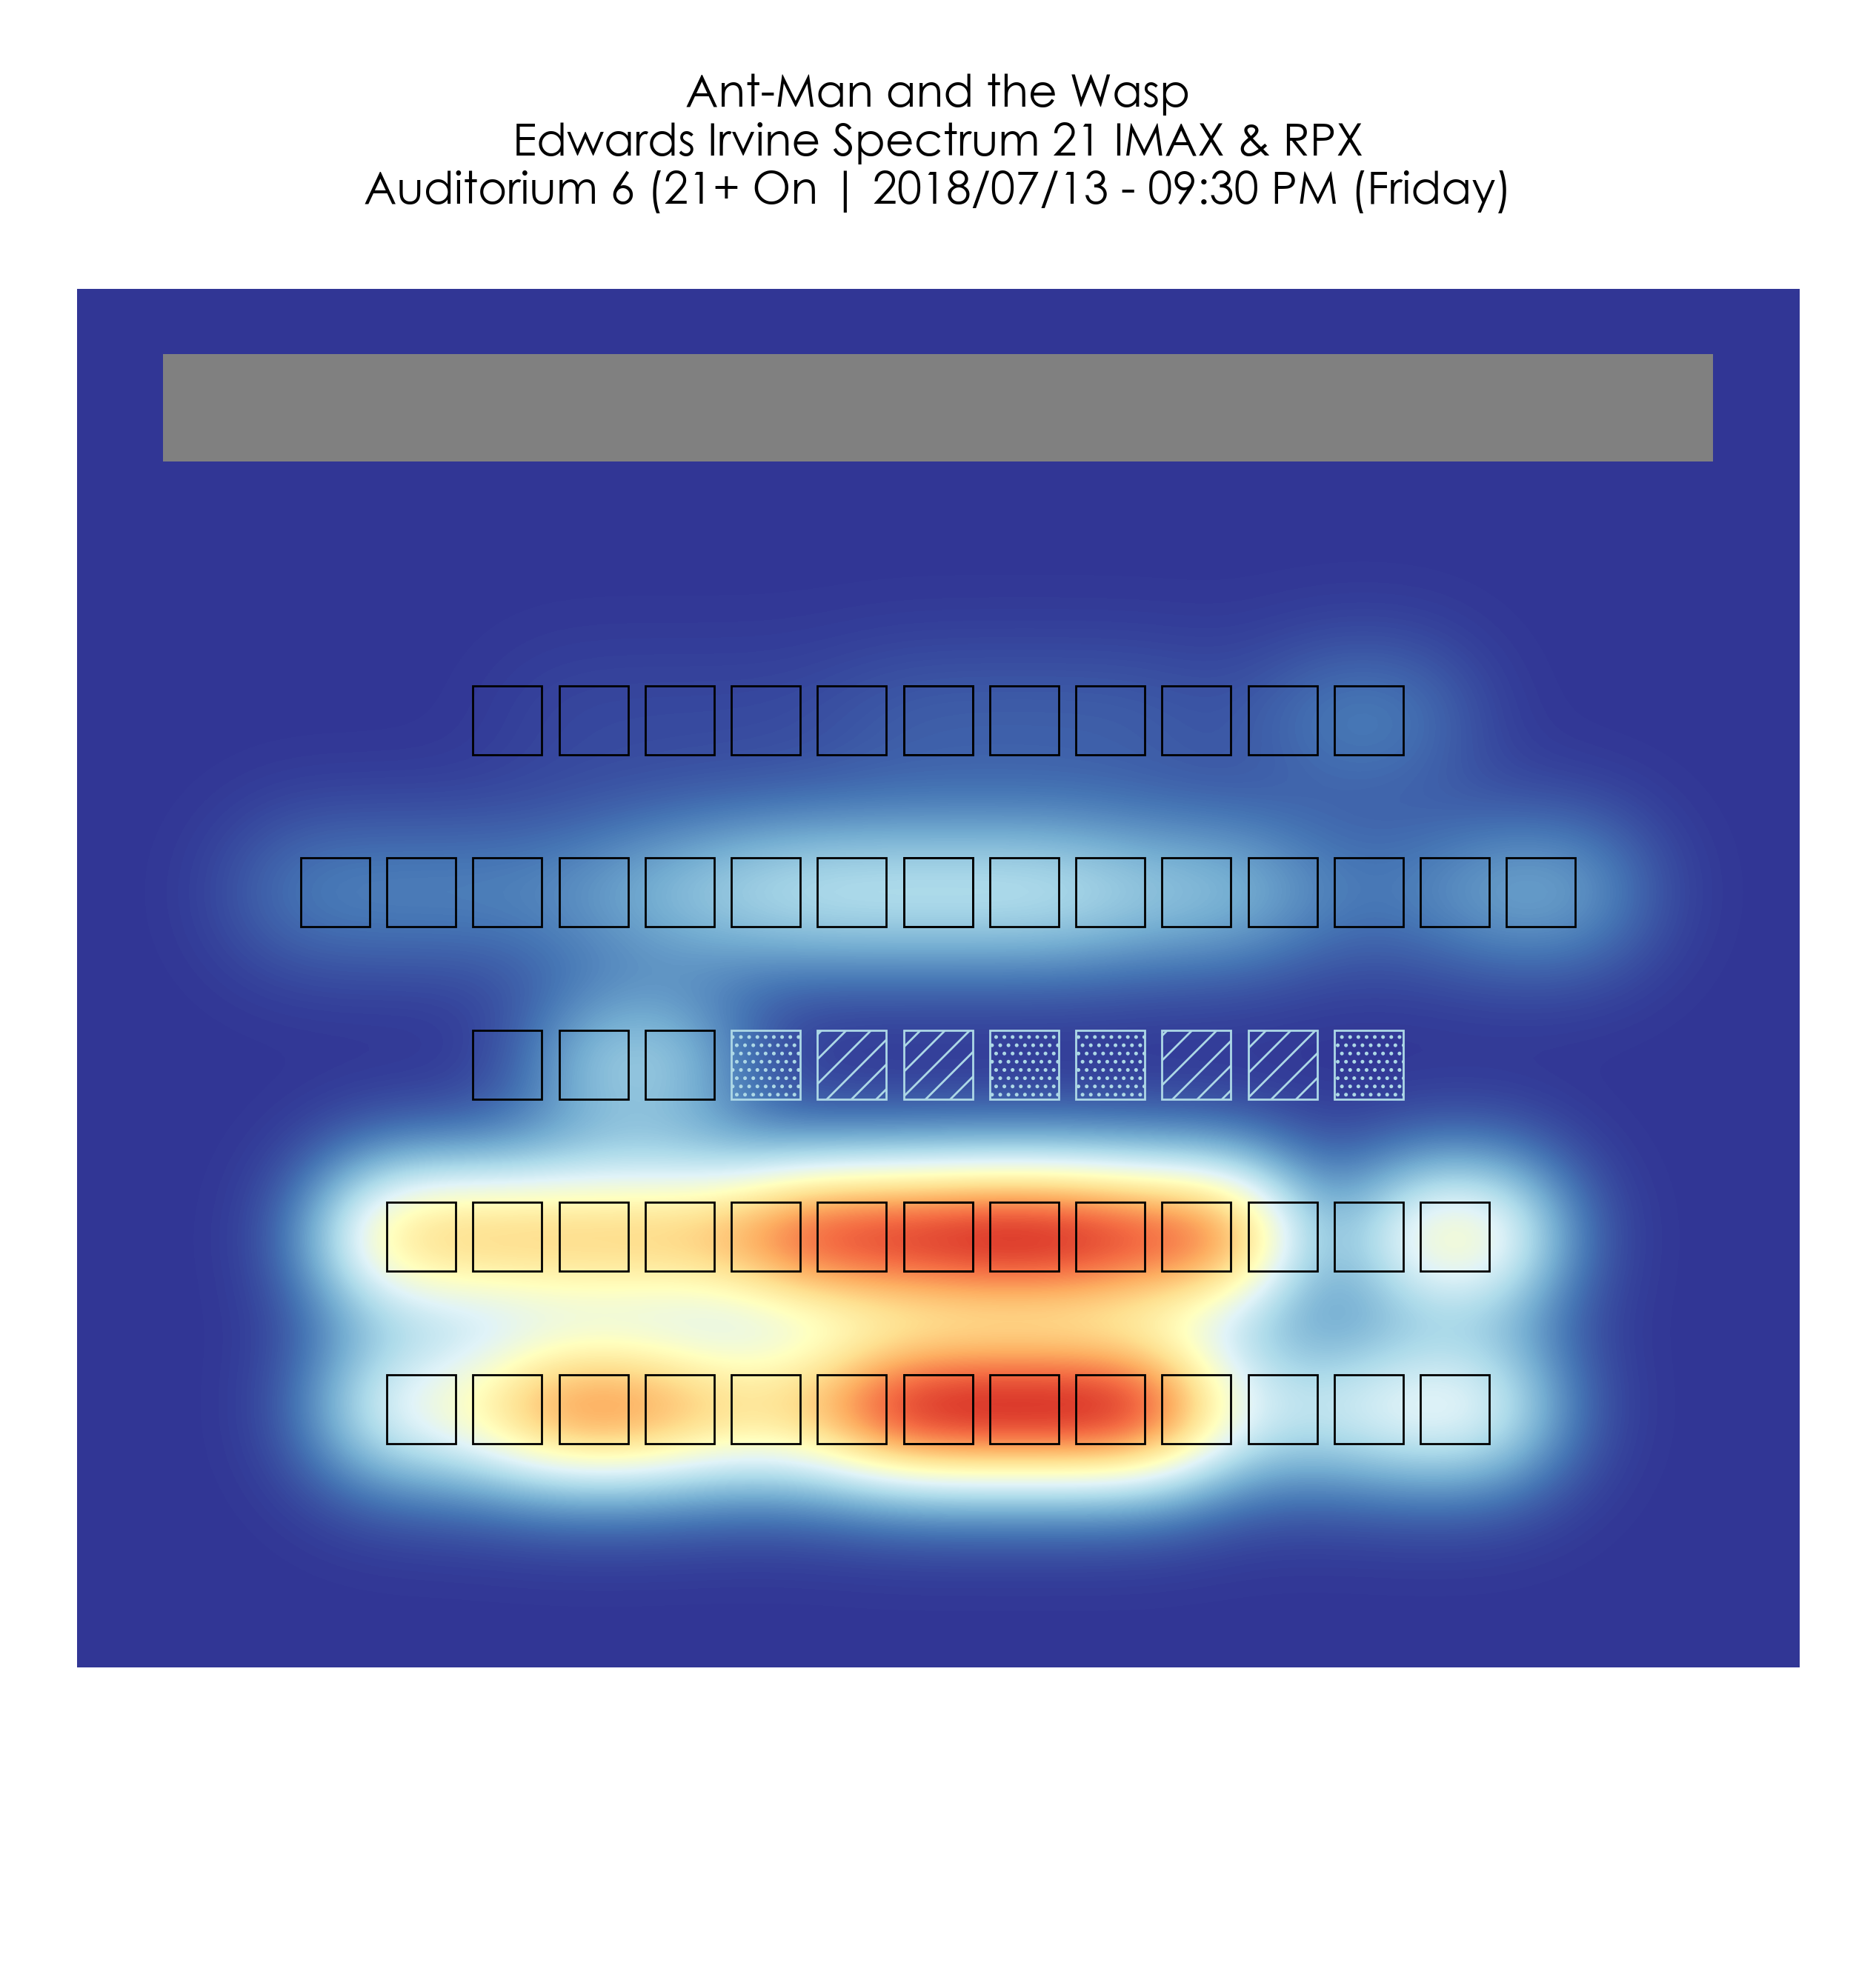 Ant-Man and the Wasp
Edwards Irvine Spectrum 21 IMAX & RPX
Auditorium 6 (21+ On | 2018/07/13 - 09:30 PM (Friday)